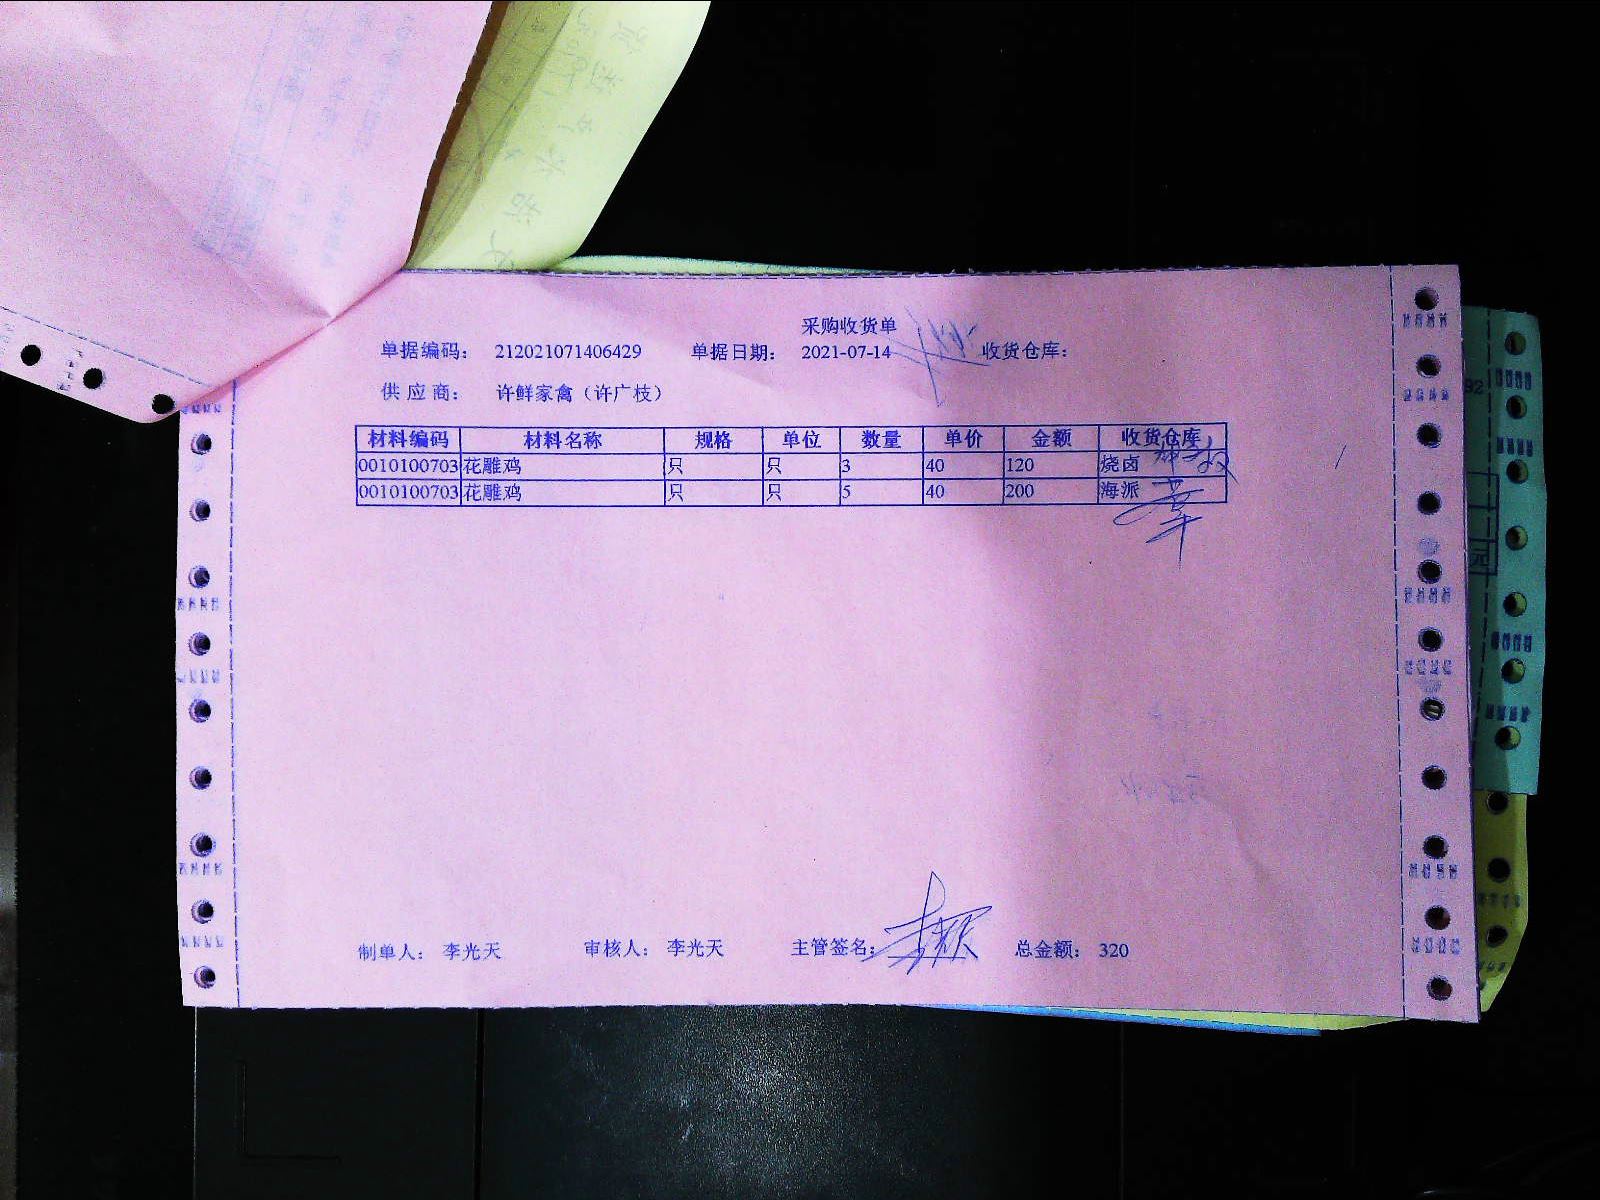 采购收货单
单据编码： 212021071406429 单据日期： 2021-07-14 收货仓库：
供 应 商： 许鲜家禽（许广枝）
材料编码 材料名称 规格 单位 数量 单价 金额 收货仓库
0010100703 花雕鸡 只 只 3 40 120 烧卤
0010100703 花雕鸡 只 只 5 40 200 海派
制单人： 李光天 审核人： 李光天 主管签名： 总金额： 320
92
元